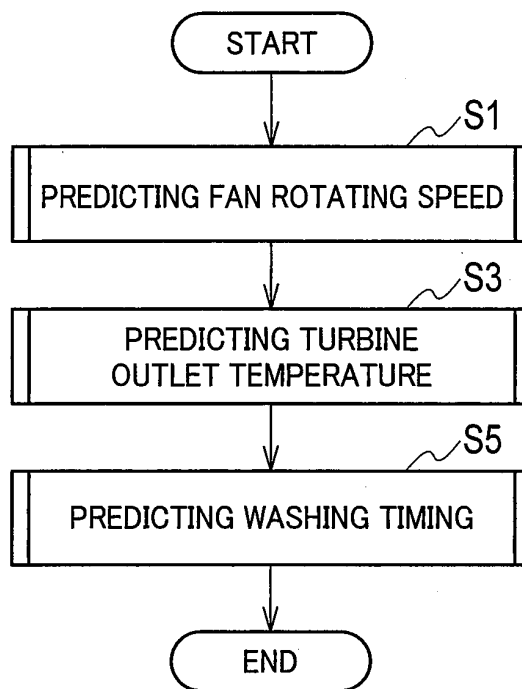 START
S1
PREDICTING FAN ROTATING SPEED
S3
PREDICTING TURBINE
OUTLET TEMPERATURE
S5
PREDICTING WASHING TIMING
END